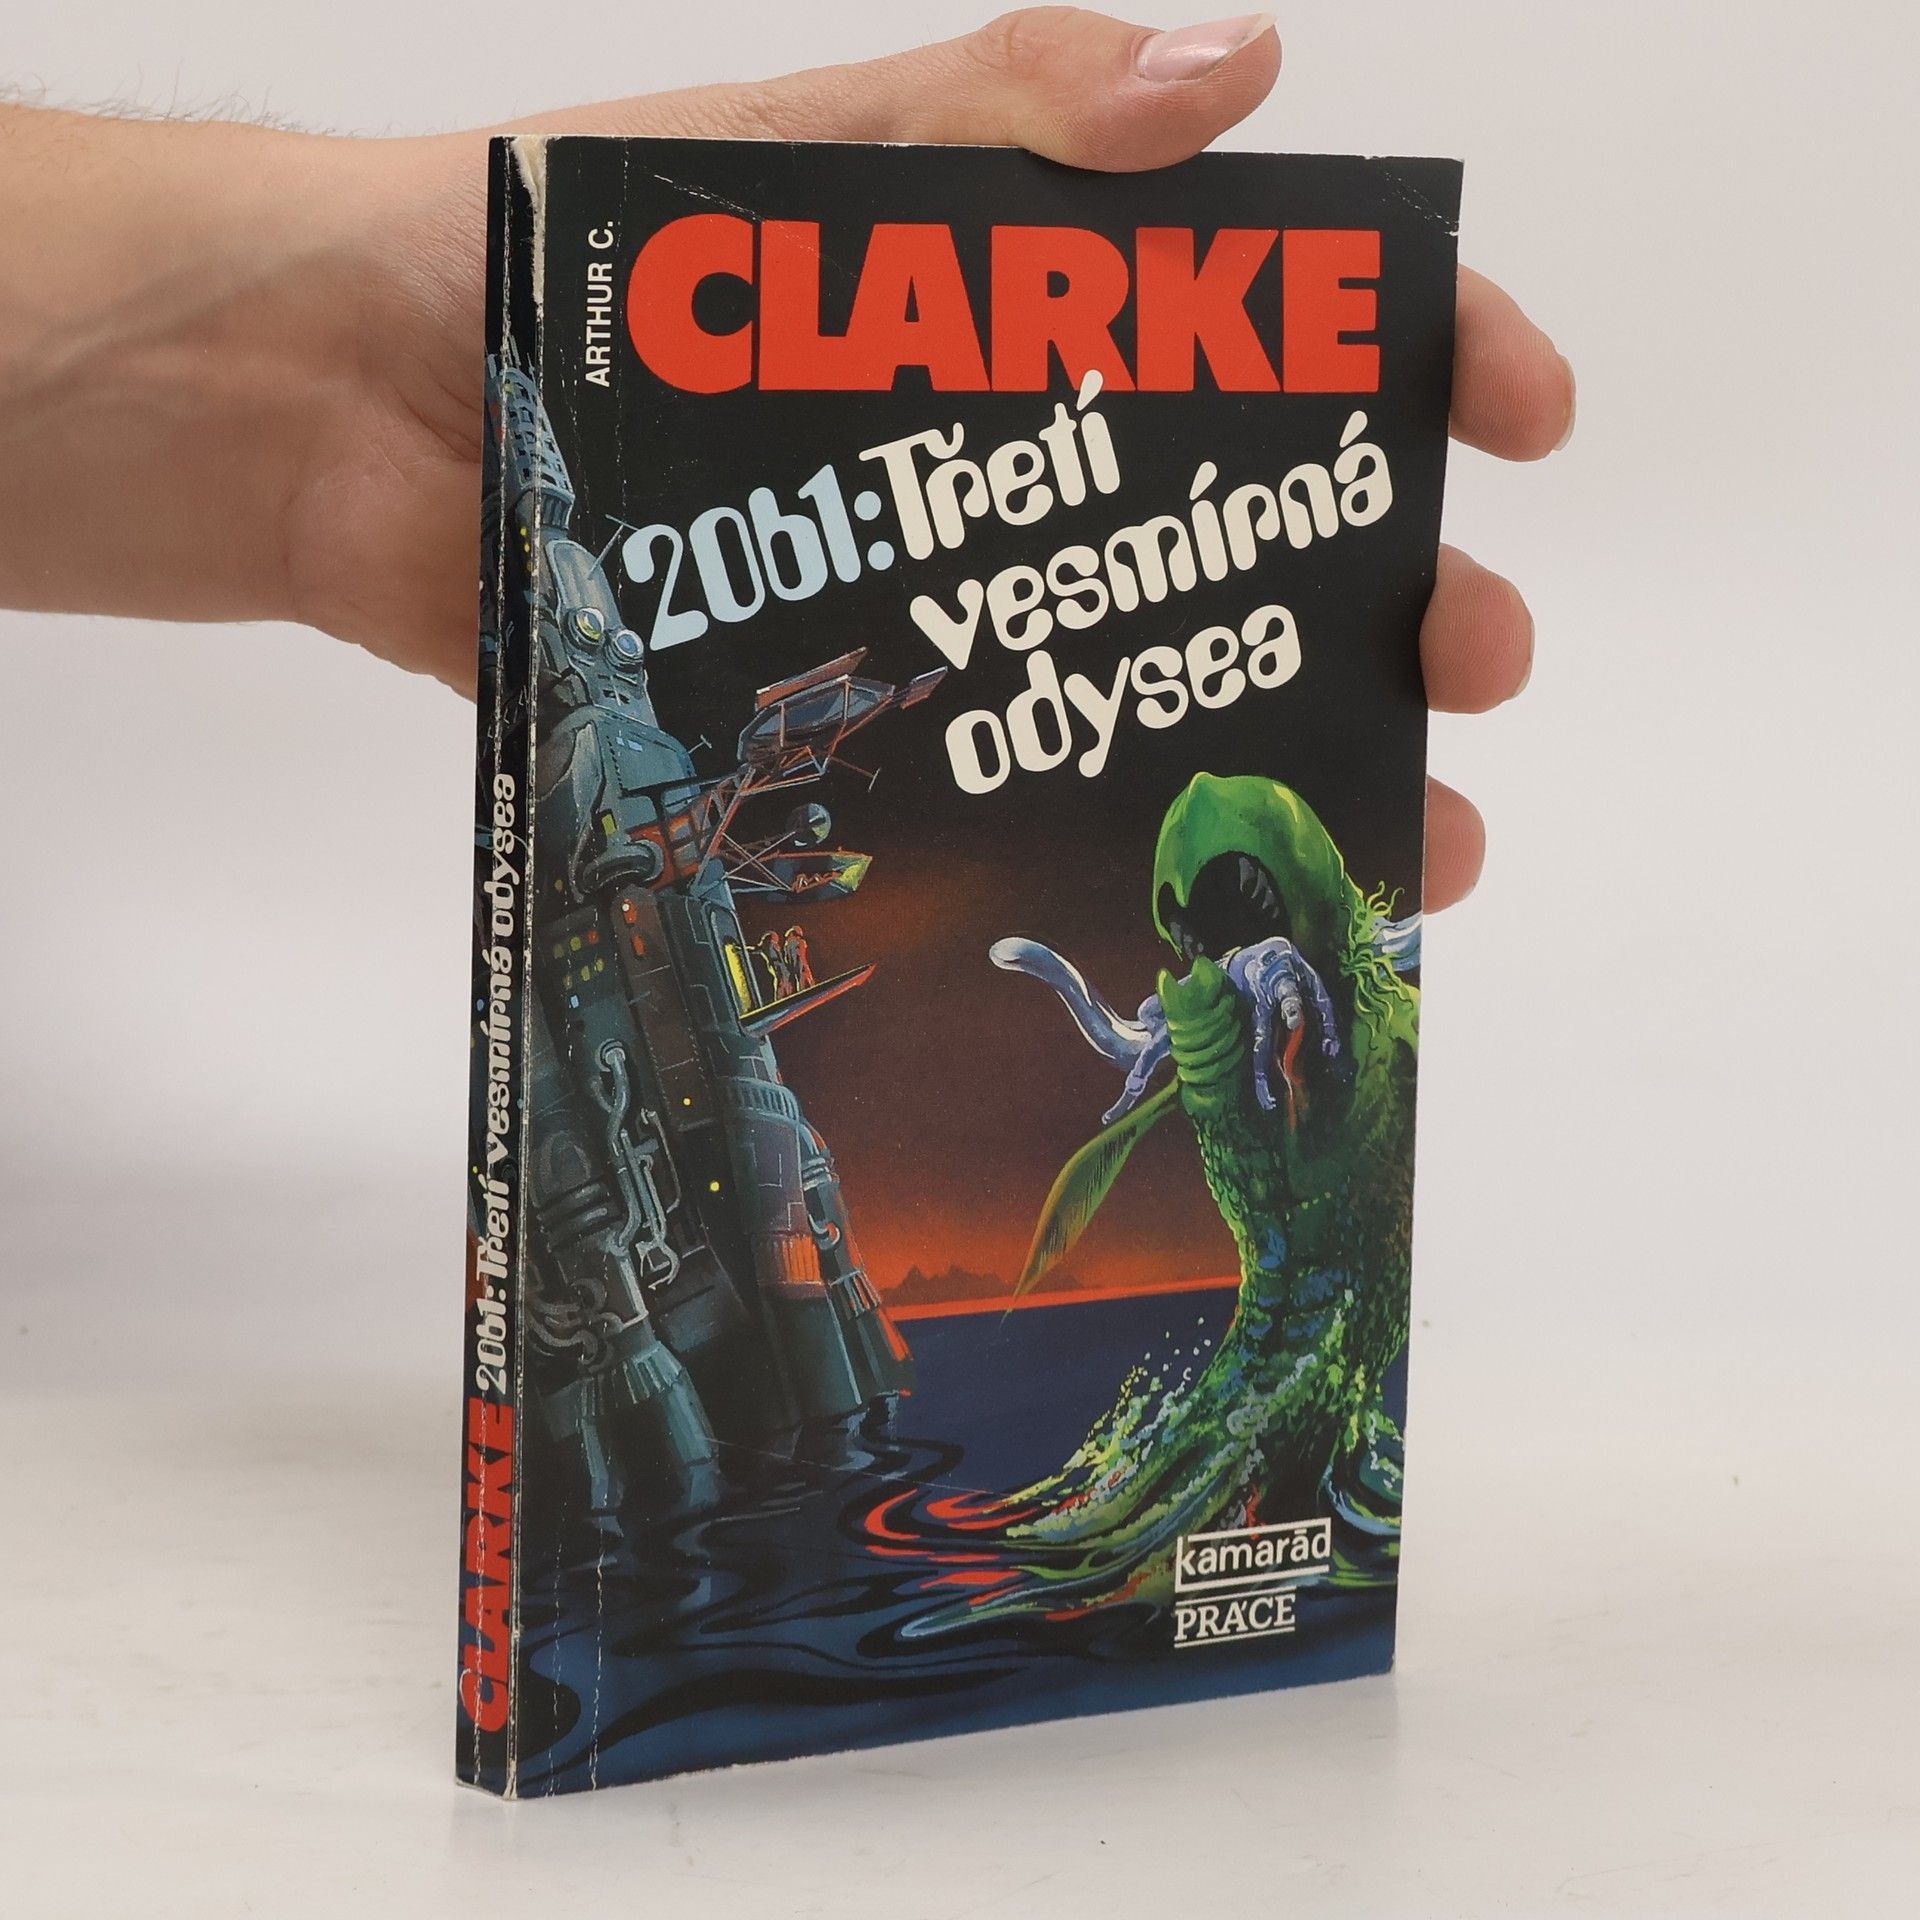 ARTHUR C.
CLARKE
2061: Třetí
vesmírná
odysea
kamarád
PRÁCE
CLARKE 2061: Třetí vesmírná odysea